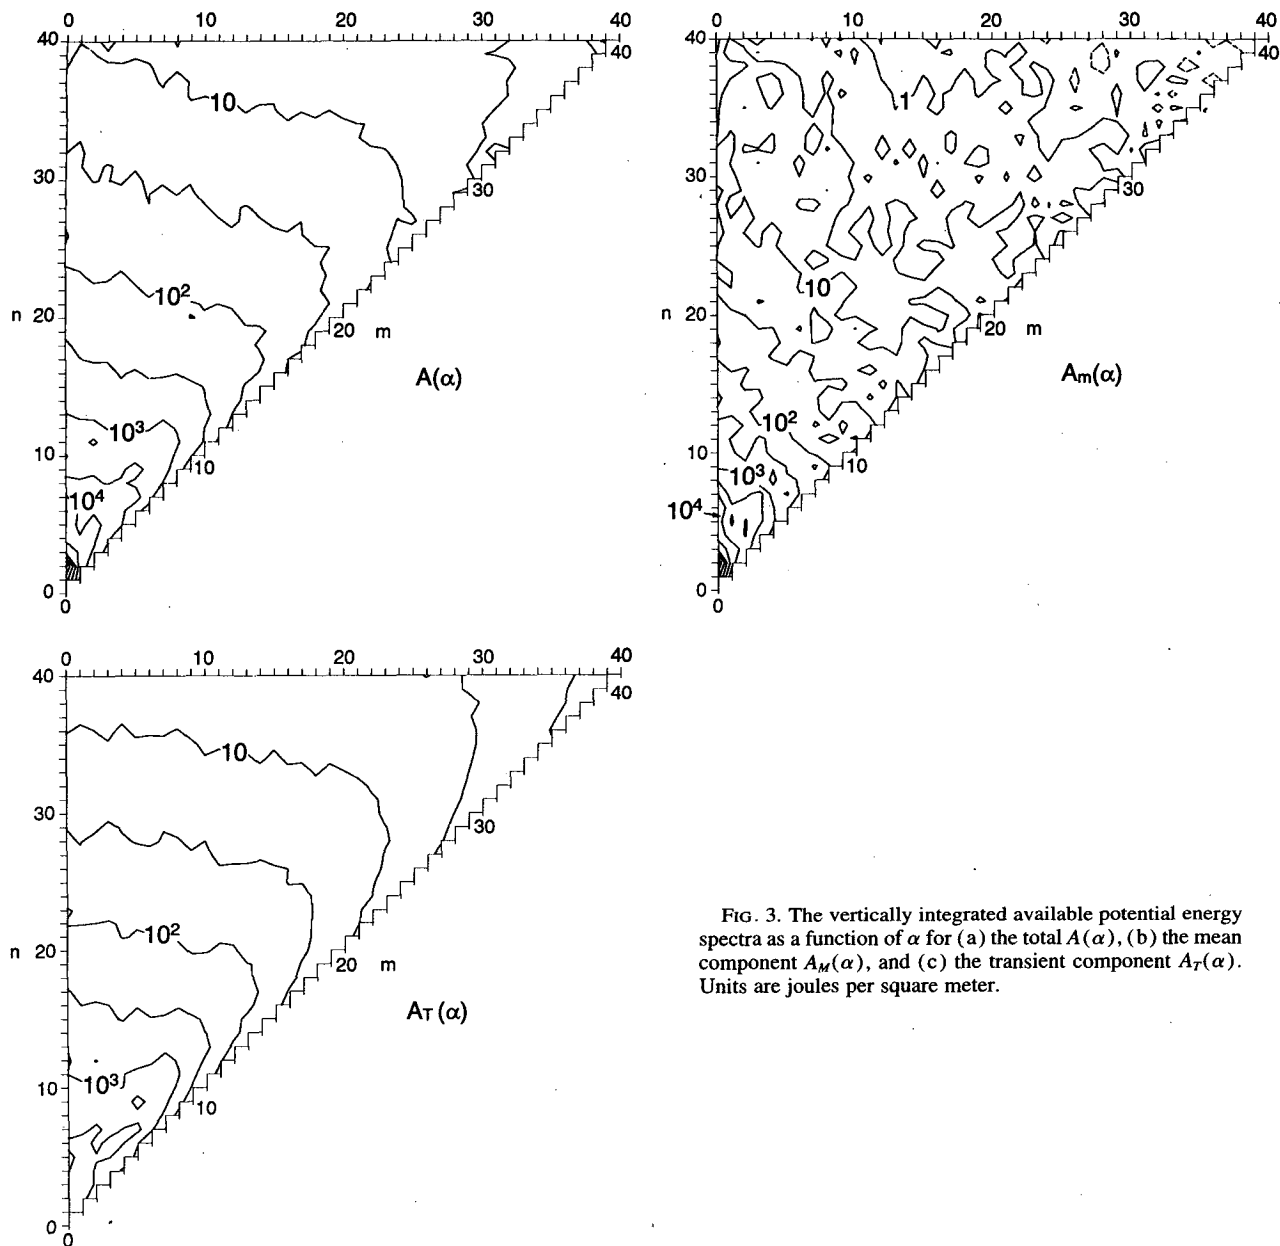 0 10 20 30 40
40
30
n 20
10
0
0
10
10²
10³
10⁴
10
20 m
30
40
A(α)
0 10 20 30 40
40
30
n 20
10
0
0
1
10
10²
10³
10⁴
10
20 m
30
40
Am(α)
0 10 20 30 40
40
30
n 20
10
0
0
10
10²
10³
10
20 m
30
40
AT(α)
FIG. 3. The vertically integrated available potential energy
spectra as a function of α for (a) the total A(α), (b) the mean
component AM(α), and (c) the transient component AT(α).
Units are joules per square meter.